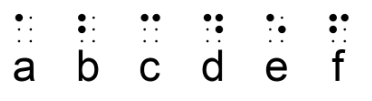 ⠁ ⠃ ⠉ ⠙ ⠑ ⠋
a b c d e f